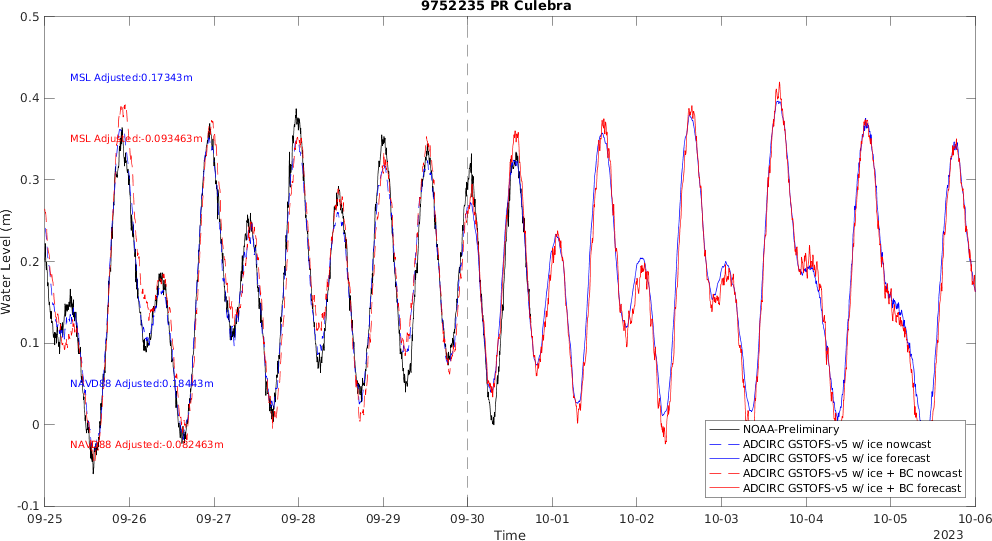 9752235 PR Culebra
0.5
0.4
0.3
0.2
0.1
0
-0.1
Water Level (m)
MSL Adjusted:0.17343m
MSL Adjusted:-0.093463m
NAVD88 Adjusted:0.18443m
NAVD88 Adjusted:-0.082463m
NOAA-Preliminary
ADCIRC GSTOFS-v5 w/ ice nowcast
ADCIRC GSTOFS-v5 w/ ice forecast
ADCIRC GSTOFS-v5 w/ ice + BC nowcast
ADCIRC GSTOFS-v5 w/ ice + BC forecast
09-25 09-26 09-27 09-28 09-29 09-30 10-01 10-02 10-03 10-04 10-05 10-06
Time
2023